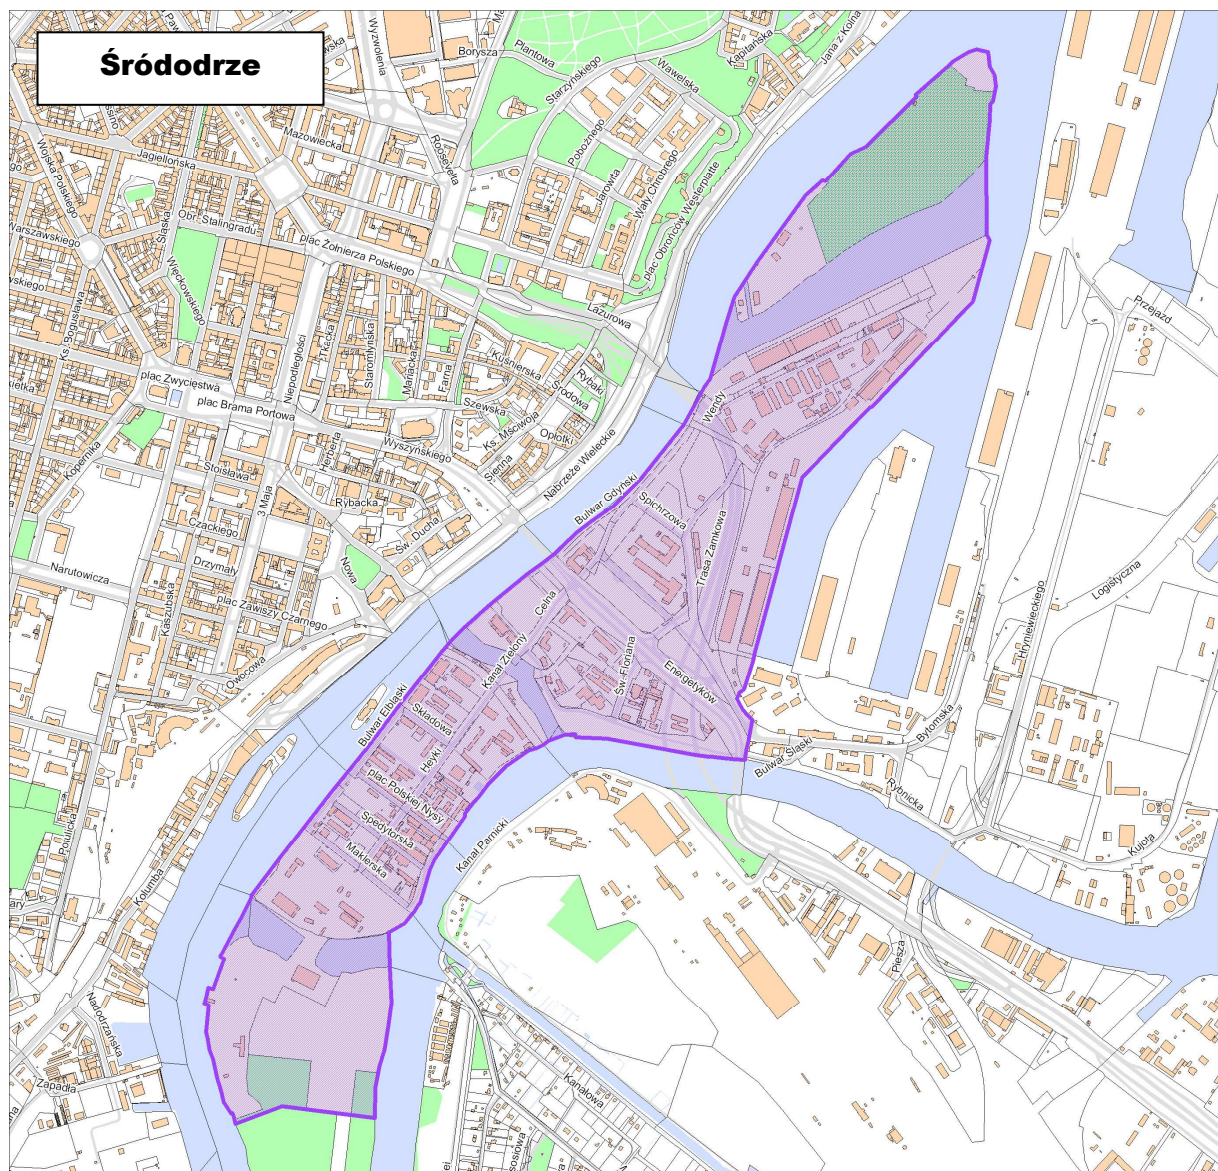 Śródodrze
Wyzwolenia
Borysza
Plantowa
Starzyńskiego
Wawelska
Kapitańska
Jana z Kolna
Mazowiecka
Roosevelta
Pobożnego
Jarowita
Wały Chrobrego
plac Obrońców Westerplatte
Wojska Polskiego
Jagiellońska
Śląska
Obr. Stalingradu
plac Żołnierza Polskiego
Warszawskiego
Więckowskiego
Ks. Bogusława
Niepodległości
Tkacka
Staromłyńska
Mariacka
Farna
Kuśnierska
Łazurowa
Rybaki
Środowa
Szewska
Ks. Mściwoja
Opłotki
Sienna
plac Zwycięstwa
plac Brama Portowa
Wyszyńskiego
Kopernika
Stoisława
Herberta
Rybacka
Św. Ducha
Nabrzeże Wieleckie
3 Maja
Czackiego
Drzymały
Nowa
Narutowicza
Kaszubska
plac Zawiszy Czarnego
Owocowa
Przejazd
Wendy
Bulwar Gdyński
Spichrzowa
Trasa Zamkowa
Celna
Kanał Zielony
Św. Floriana
Energetyków
Hryniewieckiego
Logistyczna
Bulwar Elbląski
Składowa
Heyki
plac Polskiej Nysy
Spedytorska
Maklerska
Bulwar Śląski
Bytomska
Rybnicka
Kujota
Kanał Parnicki
Potulicka
Kolumba
Piesza
Nadodrzańska
Zapadła
Kanałowa